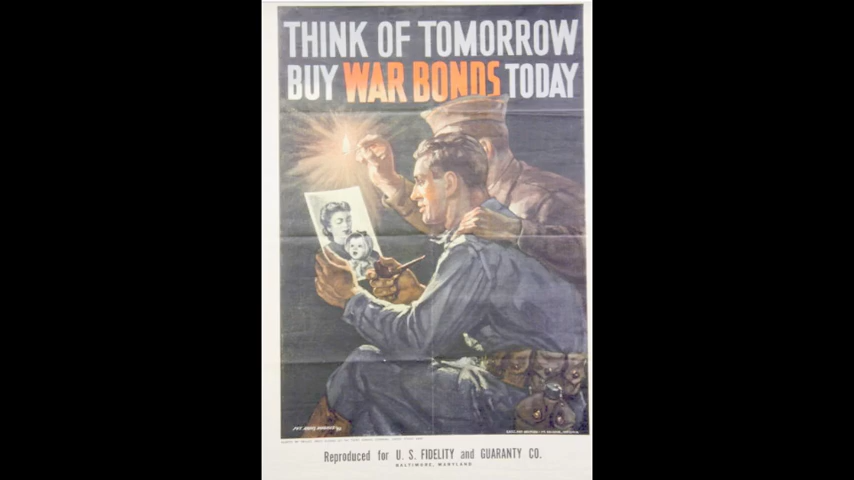 THINK OF TOMORROW
BUY WAR BONDS TODAY
Reproduced for U. S. FIDELITY and GUARANTY CO.
BALTIMORE, MARYLAND